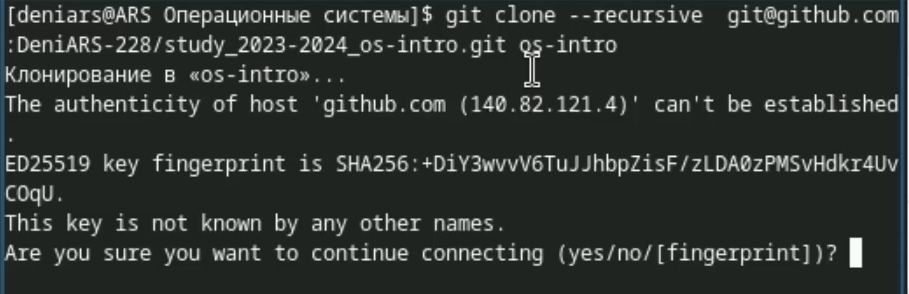 [deniars@ARS Операционные системы]$ git clone --recursive  git@github.com
:DeniARS-228/study_2023-2024_os-intro.git os-intro
Клонирование в «os-intro»...
The authenticity of host 'github.com (140.82.121.4)' can't be established
.
ED25519 key fingerprint is SHA256:+DiY3wvvV6TuJJhbpZisF/zLDA0zPMSvHdkr4Uv
COqU.
This key is not known by any other names.
Are you sure you want to continue connecting (yes/no/[fingerprint])?